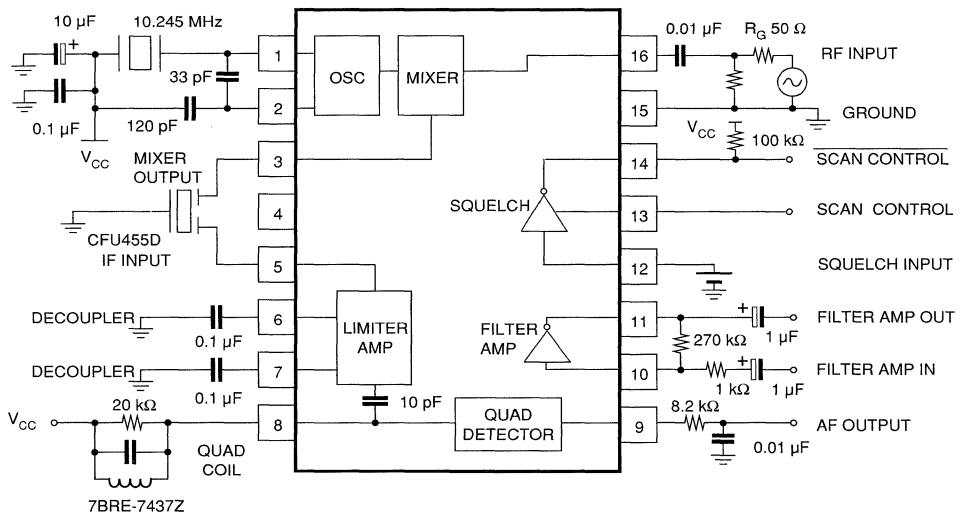 10 µF
+
10.245 MHz
33 pF
0.1 µF
120 pF
VCC
1
2
3
4
5
6
7
8
OSC
MIXER
MIXER
OUTPUT
CFU455D
IF INPUT
DECOUPLER
0.1 µF
DECOUPLER
0.1 µF
LIMITER
AMP
10 pF
VCC
20 kΩ
QUAD
COIL
7BRE-7437Z
SQUELCH
FILTER
AMP
QUAD
DETECTOR
16
15
14
13
12
11
10
9
0.01 µF
RG 50 Ω
RF INPUT
GROUND
VCC
100 kΩ
SCAN CONTROL
SCAN CONTROL
SQUELCH INPUT
+
FILTER AMP OUT
1 µF
270 kΩ
+
FILTER AMP IN
1 kΩ
1 µF
8.2 kΩ
AF OUTPUT
0.01 µF